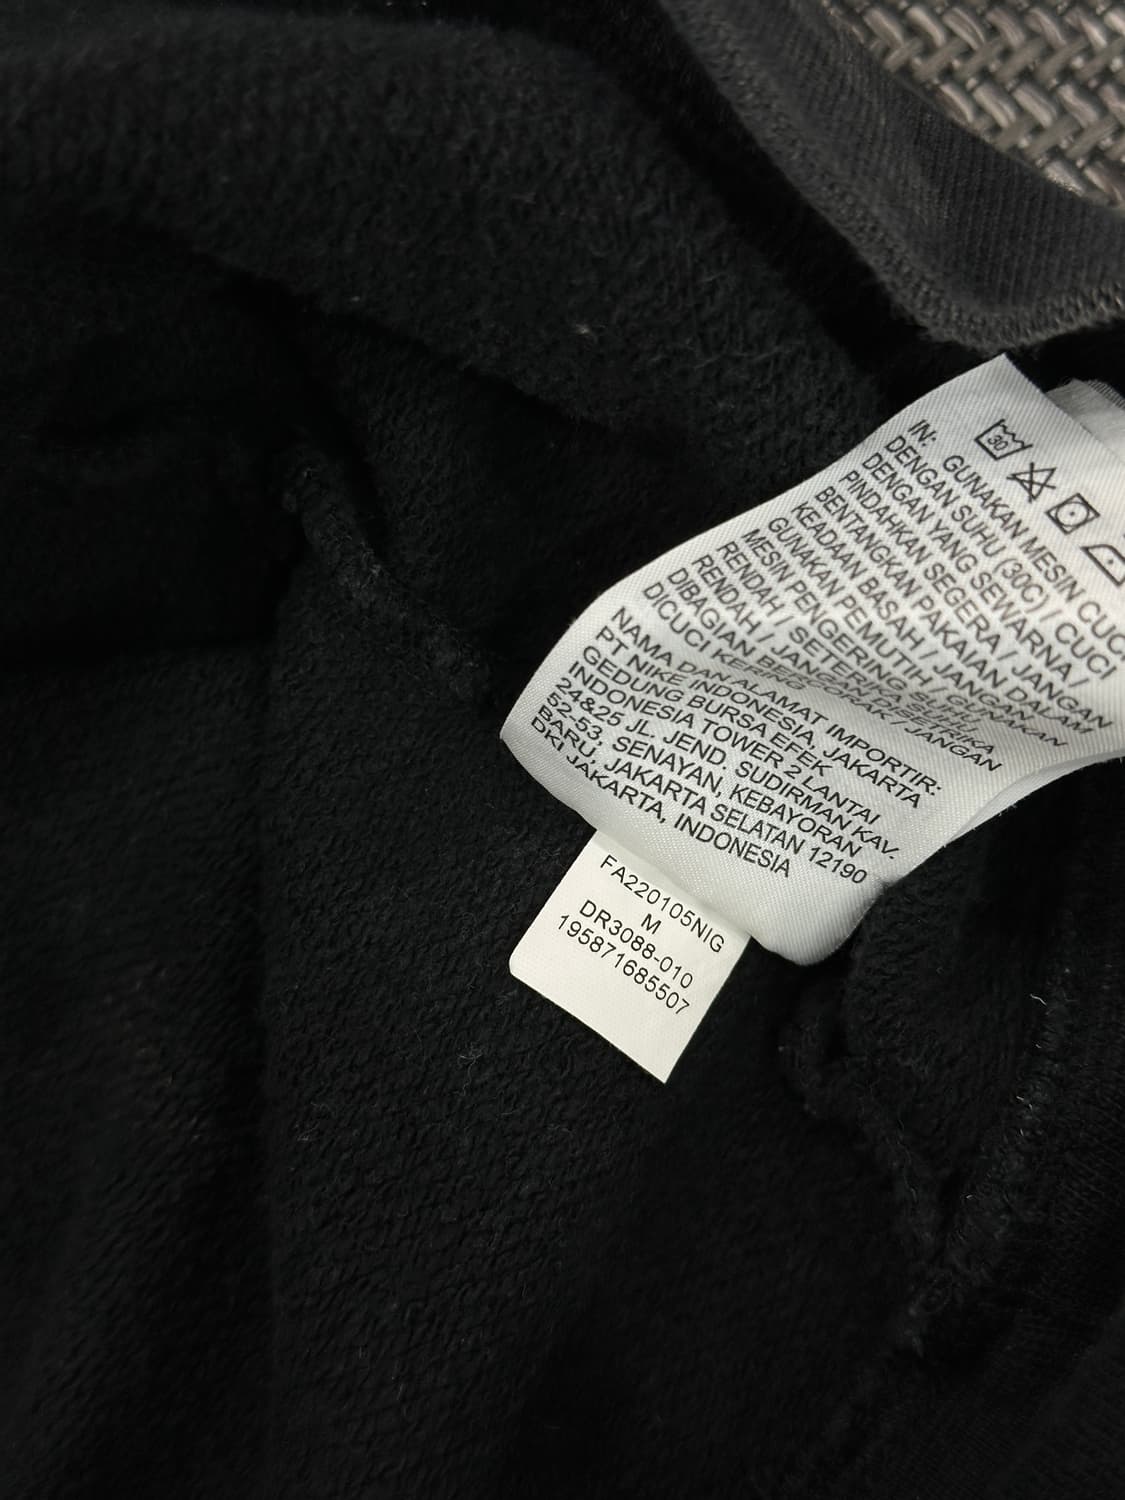 30
IN: GUNAKAN MESIN CUCI
DENGAN SUHU (30C) / CUCI
DENGAN YANG SEWARNA /
PINDAHKAN SEGERA / JANGAN
BENTANGKAN PAKAIAN DALAM
KEADAAN BASAH / JANGAN
GUNAKAN PEMUTIH / GUNAKAN
MESIN PENGERING SUHU
RENDAH / SETERIKA SUHU
RENDAH / JANGAN DISETERIKA
DIBAGIAN BERCORAK / JANGAN
DICUCI KERING
NAMA DAN ALAMAT IMPORTIR:
PT NIKE INDONESIA, JAKARTA
GEDUNG BURSA EFEK
INDONESIA TOWER 2 LANTAI
24&25 JL. JEND. SUDIRMAN KAV.
52-53, SENAYAN, KEBAYORAN
BARU, JAKARTA SELATAN 12190
DKI JAKARTA, INDONESIA
FA220105NIG
M
DR3088-010
195871685507